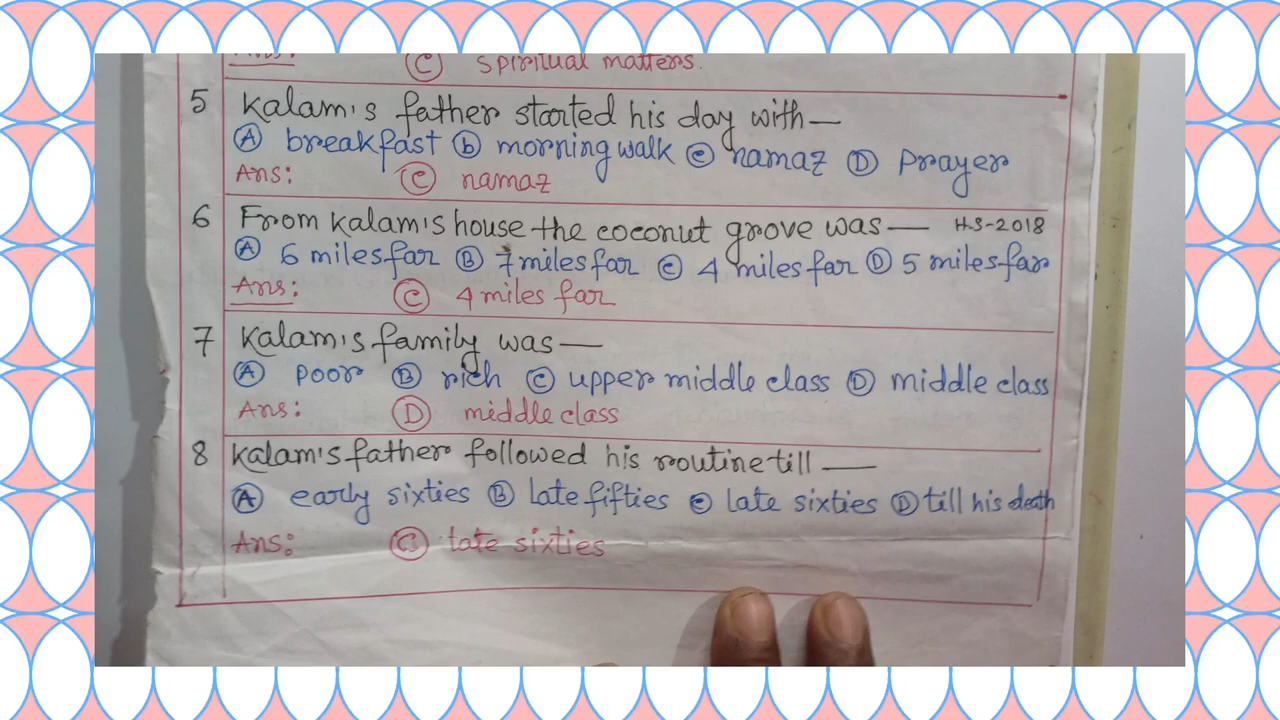 Ans: C spiritual matters.
5 Kalam's father started his day with—
A breakfast b morning walk C namaz D Prayer
Ans: C namaz
6 From Kalam's house the coconut grove was— H.S-2018
A 6 miles far B 7 miles far C 4 miles far D 5 miles far
Ans: C 4 miles far
7 Kalam's family was—
A poor B rich C upper middle class D middle class
Ans: D middle class
8 Kalam's father followed his routine till—
A early sixties B late fifties C late sixties D till his death
Ans: C late sixties